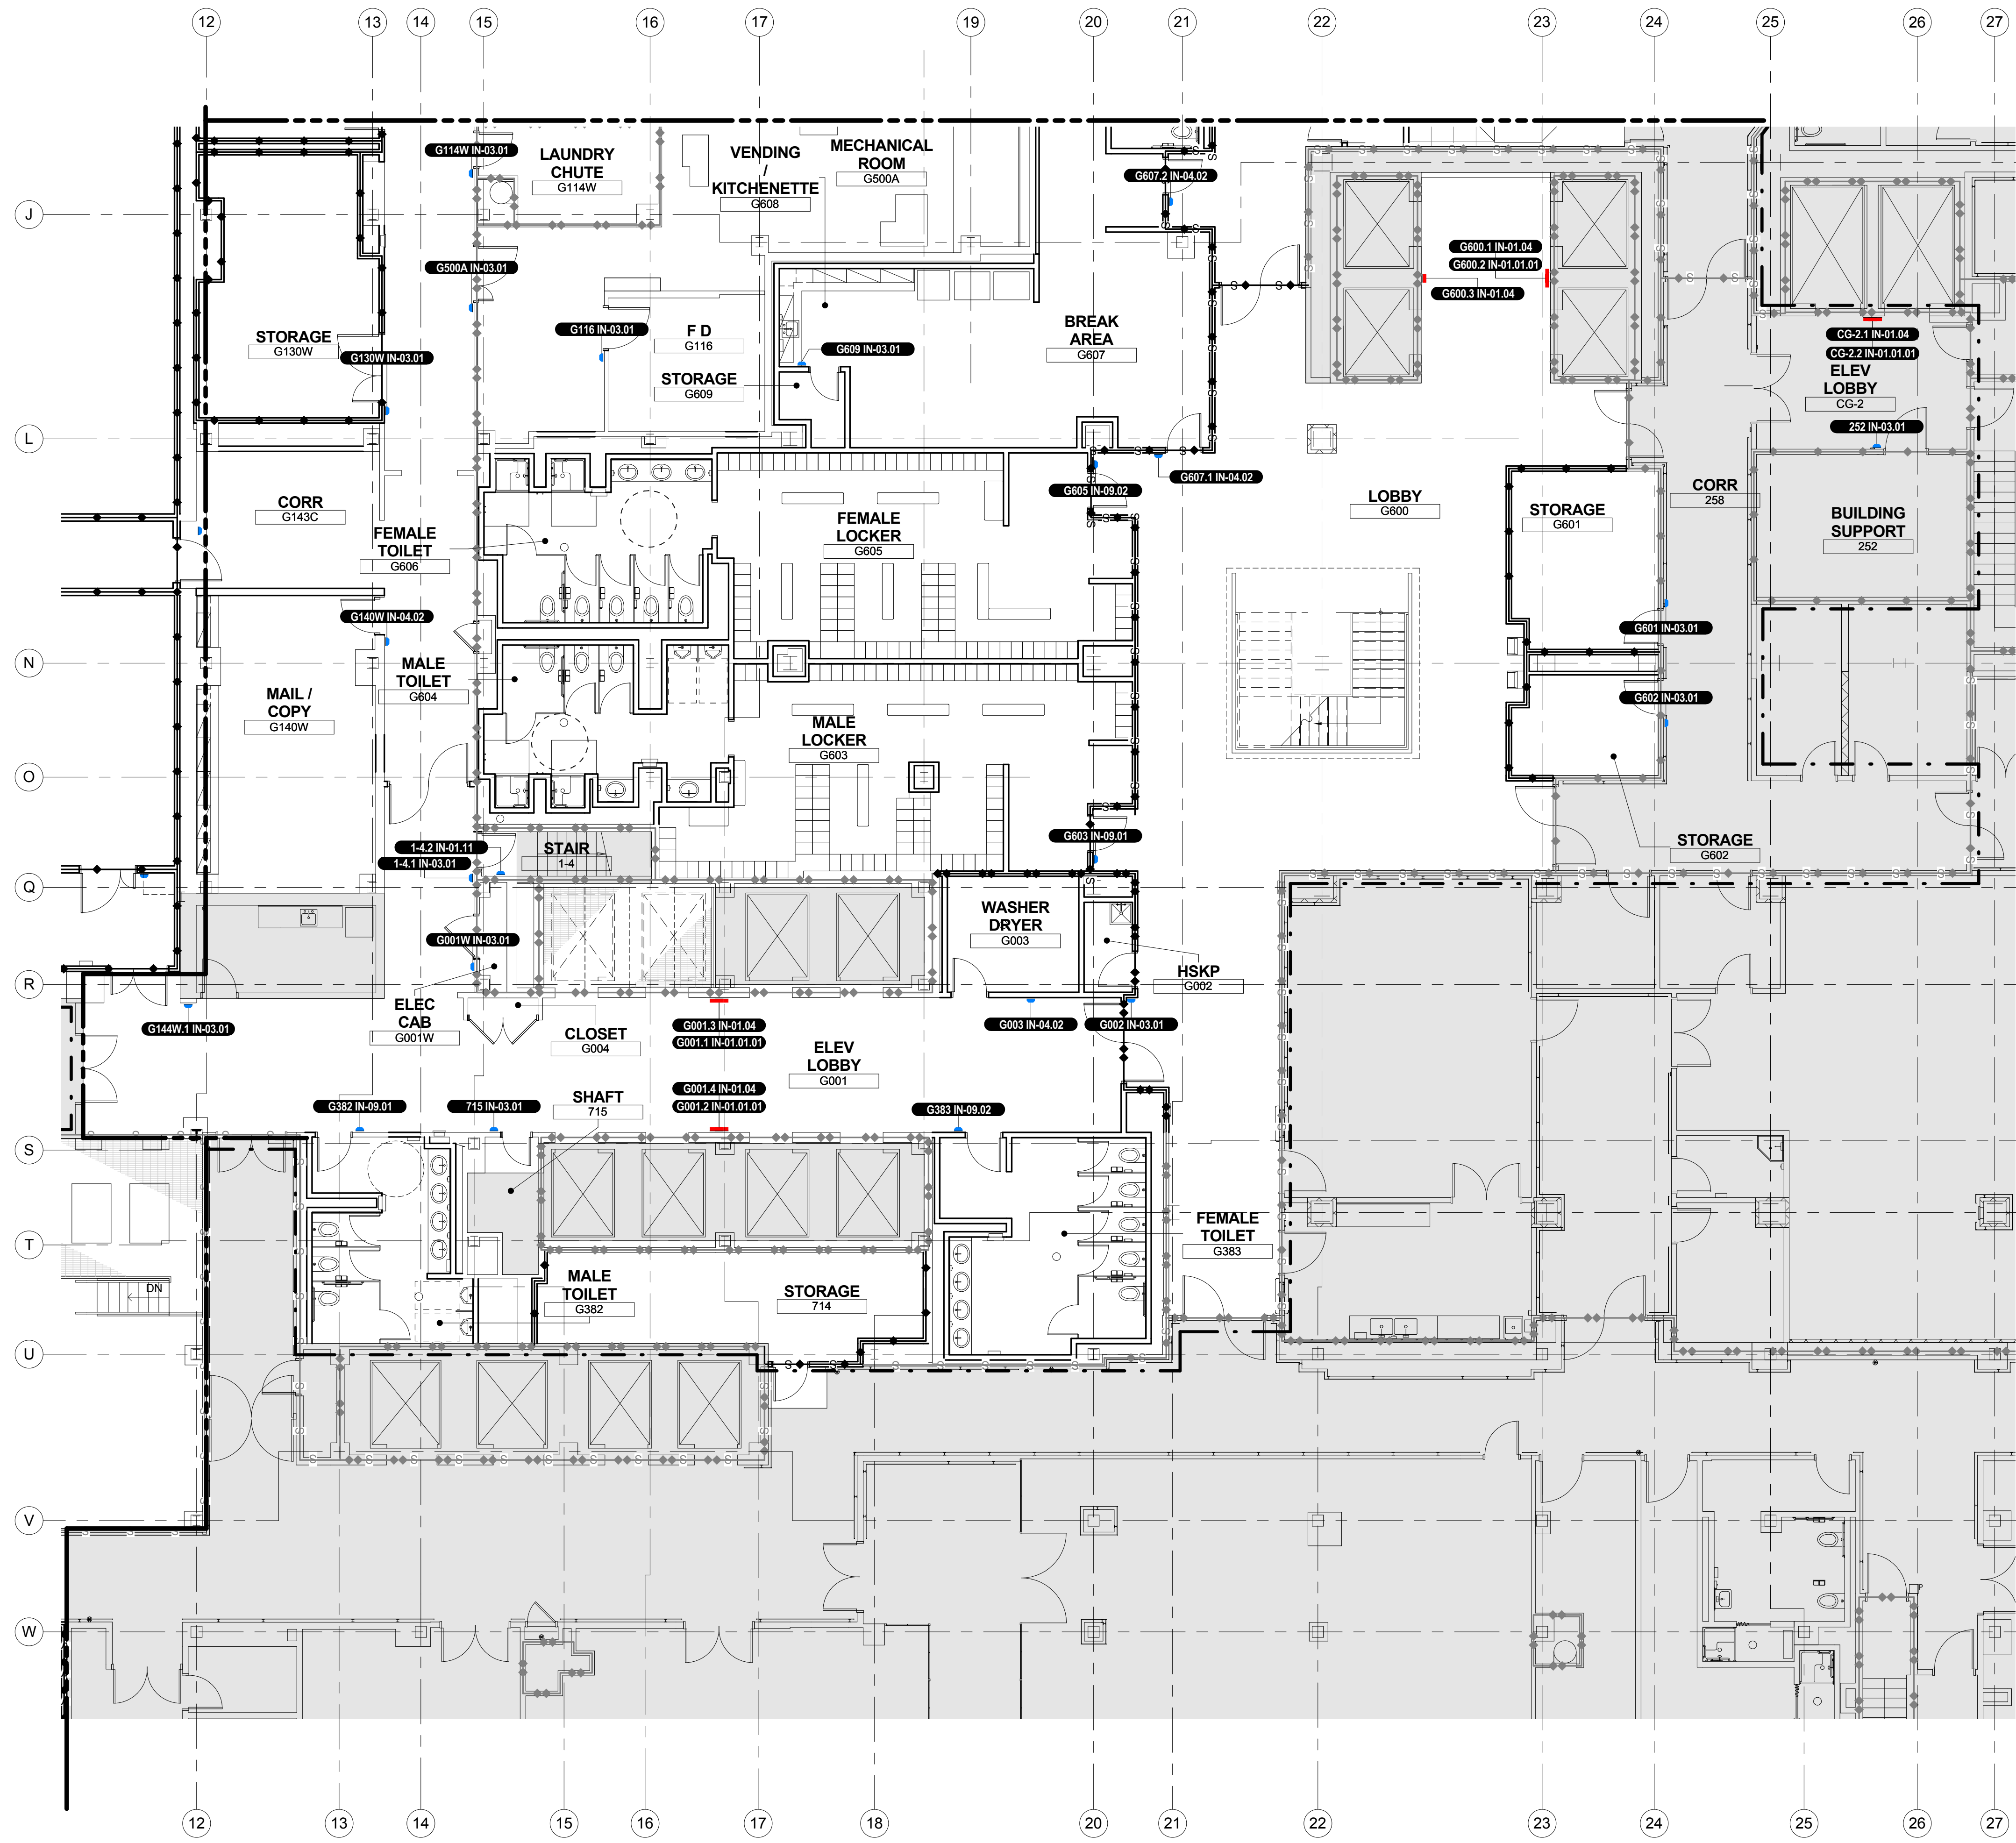 12
13
14
15
16
17
19
20
21
22
23
24
25
26
27
G114W IN-03.01
LAUNDRY
CHUTE
G114W
VENDING
/
KITCHENETTE
G608
MECHANICAL
ROOM
G500A
G607.2 IN-04.02
J
G500A IN-03.01
G600.1 IN-01.04
G600.2 IN-01.01.01
G600.3 IN-01.04
STORAGE
G130W
G130W IN-03.01
G116 IN-03.01
F D
G116
G609 IN-03.01
STORAGE
G609
BREAK
AREA
G607
CG-2.1 IN-01.04
CG-2.2 IN-01.01.01
ELEV
LOBBY
CG-2
252 IN-03.01
L
CORR
G143C
FEMALE
TOILET
G606
FEMALE
LOCKER
G605
G605 IN-09.02
G607.1 IN-04.02
LOBBY
G600
STORAGE
G601
CORR
258
BUILDING
SUPPORT
252
G140W IN-04.02
G601 IN-03.01
N
MAIL /
COPY
G140W
MALE
TOILET
G604
MALE
LOCKER
G603
G602 IN-03.01
O
1-4.2 IN-01.11
1-4.1 IN-03.01
STAIR
1-4
G603 IN-09.01
STORAGE
G602
Q
G001W IN-03.01
WASHER
DRYER
G003
R
HSKP
G002
G144W.1 IN-03.01
ELEC
CAB
G001W
CLOSET
G004
G001.3 IN-01.04
G001.1 IN-01.01.01
ELEV
LOBBY
G001
G003 IN-04.02
G002 IN-03.01
G001.4 IN-01.04
G001.2 IN-01.01.01
G382 IN-09.01
715 IN-03.01
SHAFT
715
G383 IN-09.02
S
T
FEMALE
TOILET
G383
DN
MALE
TOILET
G382
STORAGE
714
U
V
W
12
13
14
15
16
17
18
20
21
22
23
24
25
26
27